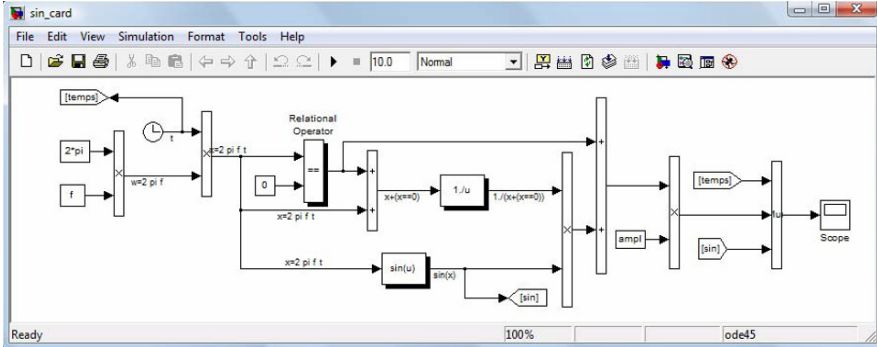 sin_card
File Edit View Simulation Format Tools Help
10.0 Normal
[temps]
t
Relational
Operator
2*pi
x=2 pi f t
==
w=2 pi f
0
x+(x==0)
1./u
1./(x+(x==0))
[temps]
f
x=2 pi f t
Mu
Scope
ampl
[sin]
x=2 pi f t
sin(u)
sin(x)
[sin]
Ready 100% ode45